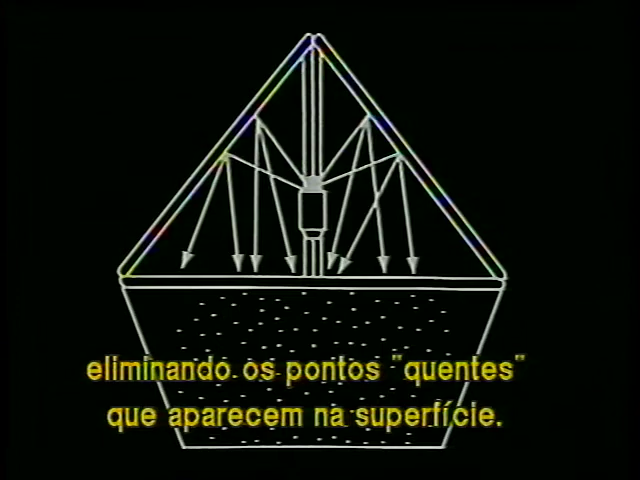 eliminando os pontos "quentes"
que aparecem na superfície.